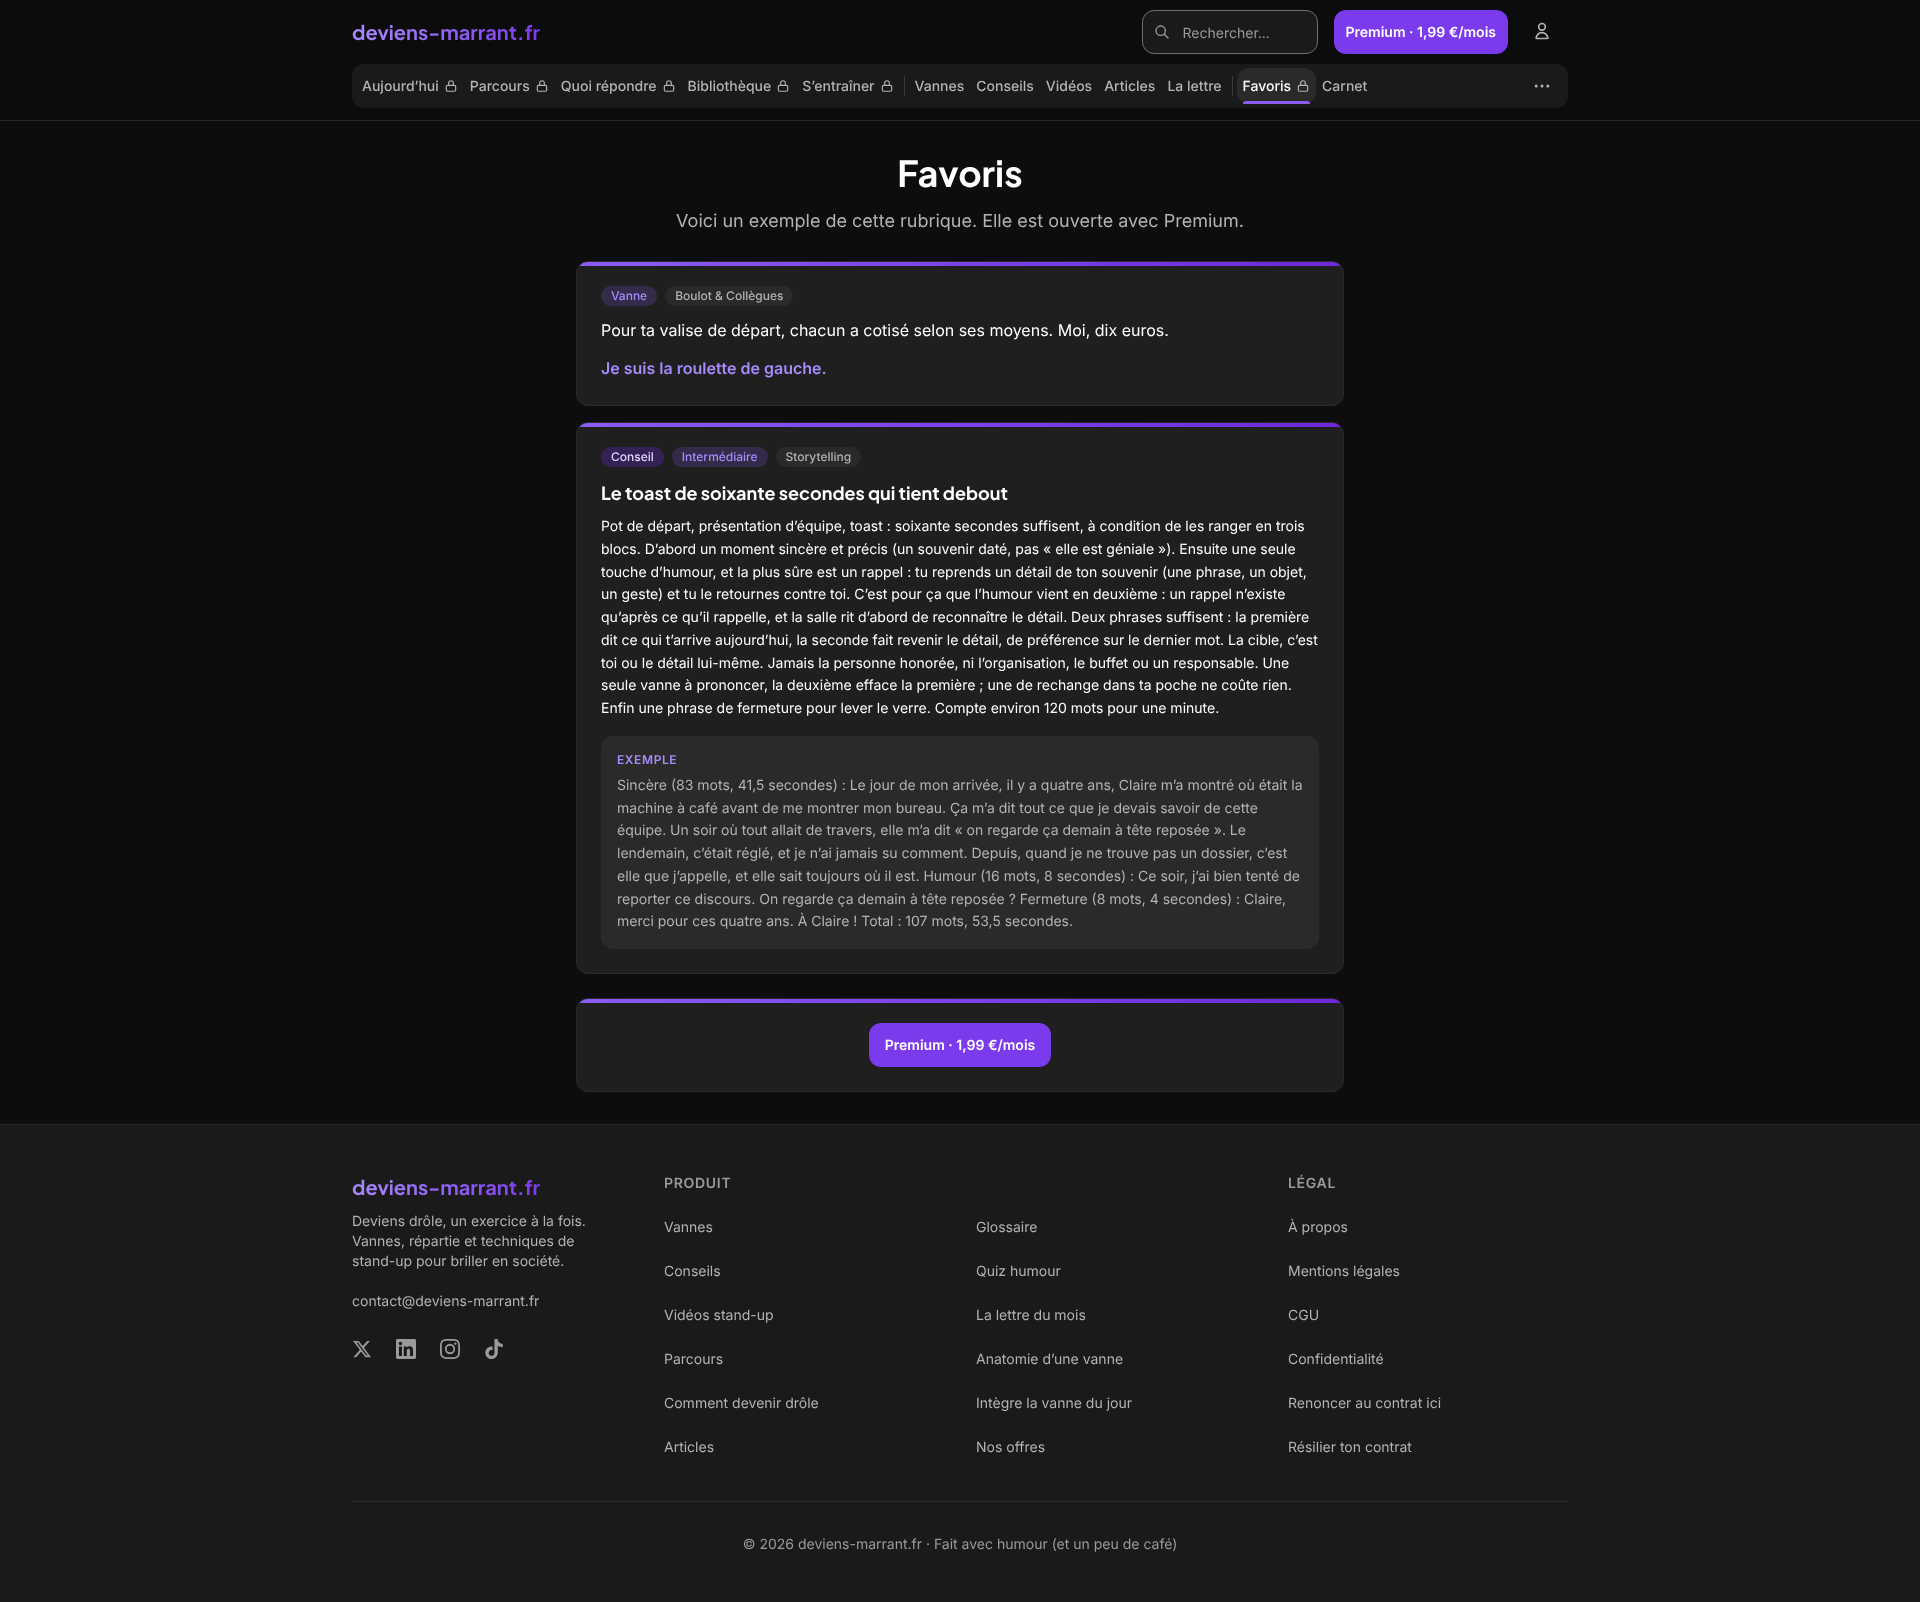 deviens-marrant.fr
Rechercher...
Premium · 1,99 €/mois
Aujourd’hui
Parcours
Quoi répondre
Bibliothèque
S’entraîner
Vannes
Conseils
Vidéos
Articles
La lettre
Favoris
Carnet
Favoris
Voici un exemple de cette rubrique. Elle est ouverte avec Premium.
Vanne
Boulot & Collègues
Pour ta valise de départ, chacun a cotisé selon ses moyens. Moi, dix euros.
Je suis la roulette de gauche.
Conseil
Intermédiaire
Storytelling
Le toast de soixante secondes qui tient debout
Pot de départ, présentation d’équipe, toast : soixante secondes suffisent, à condition de les ranger en trois
blocs. D’abord un moment sincère et précis (un souvenir daté, pas « elle est géniale »). Ensuite une seule
touche d’humour, et la plus sûre est un rappel : tu reprends un détail de ton souvenir (une phrase, un objet,
un geste) et tu le retournes contre toi. C’est pour ça que l’humour vient en deuxième : un rappel n’existe
qu’après ce qu’il rappelle, et la salle rit d’abord de reconnaître le détail. Deux phrases suffisent : la première
dit ce qui t’arrive aujourd’hui, la seconde fait revenir le détail, de préférence sur le dernier mot. La cible, c’est
toi ou le détail lui-même. Jamais la personne honorée, ni l’organisation, le buffet ou un responsable. Une
seule vanne à prononcer, la deuxième efface la première ; une de rechange dans ta poche ne coûte rien.
Enfin une phrase de fermeture pour lever le verre. Compte environ 120 mots pour une minute.
EXEMPLE
Sincère (83 mots, 41,5 secondes) : Le jour de mon arrivée, il y a quatre ans, Claire m’a montré où était la
machine à café avant de me montrer mon bureau. Ça m’a dit tout ce que je devais savoir de cette
équipe. Un soir où tout allait de travers, elle m’a dit « on regarde ça demain à tête reposée ». Le
lendemain, c’était réglé, et je n’ai jamais su comment. Depuis, quand je ne trouve pas un dossier, c’est
elle que j’appelle, et elle sait toujours où il est. Humour (16 mots, 8 secondes) : Ce soir, j’ai bien tenté de
reporter ce discours. On regarde ça demain à tête reposée ? Fermeture (8 mots, 4 secondes) : Claire,
merci pour ces quatre ans. À Claire ! Total : 107 mots, 53,5 secondes.
Premium · 1,99 €/mois
deviens-marrant.fr
Deviens drôle, un exercice à la fois.
Vannes, répartie et techniques de
stand-up pour briller en société.
contact@deviens-marrant.fr
PRODUIT
Vannes
Conseils
Vidéos stand-up
Parcours
Comment devenir drôle
Articles
Glossaire
Quiz humour
La lettre du mois
Anatomie d’une vanne
Intègre la vanne du jour
Nos offres
LÉGAL
À propos
Mentions légales
CGU
Confidentialité
Renoncer au contrat ici
Résilier ton contrat
© 2026 deviens-marrant.fr · Fait avec humour (et un peu de café)